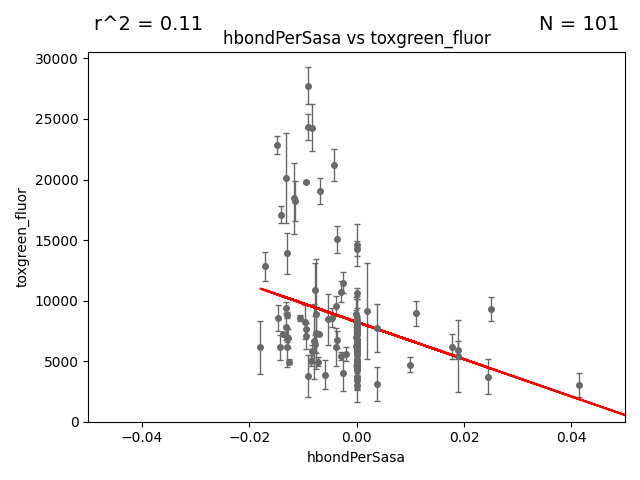 r^2 = 0.11
N = 101
hbondPerSasa vs toxgreen_fluor
30000
25000
20000
15000
10000
5000
0
toxgreen_fluor
−0.04
−0.02
0.00
0.02
0.04
hbondPerSasa